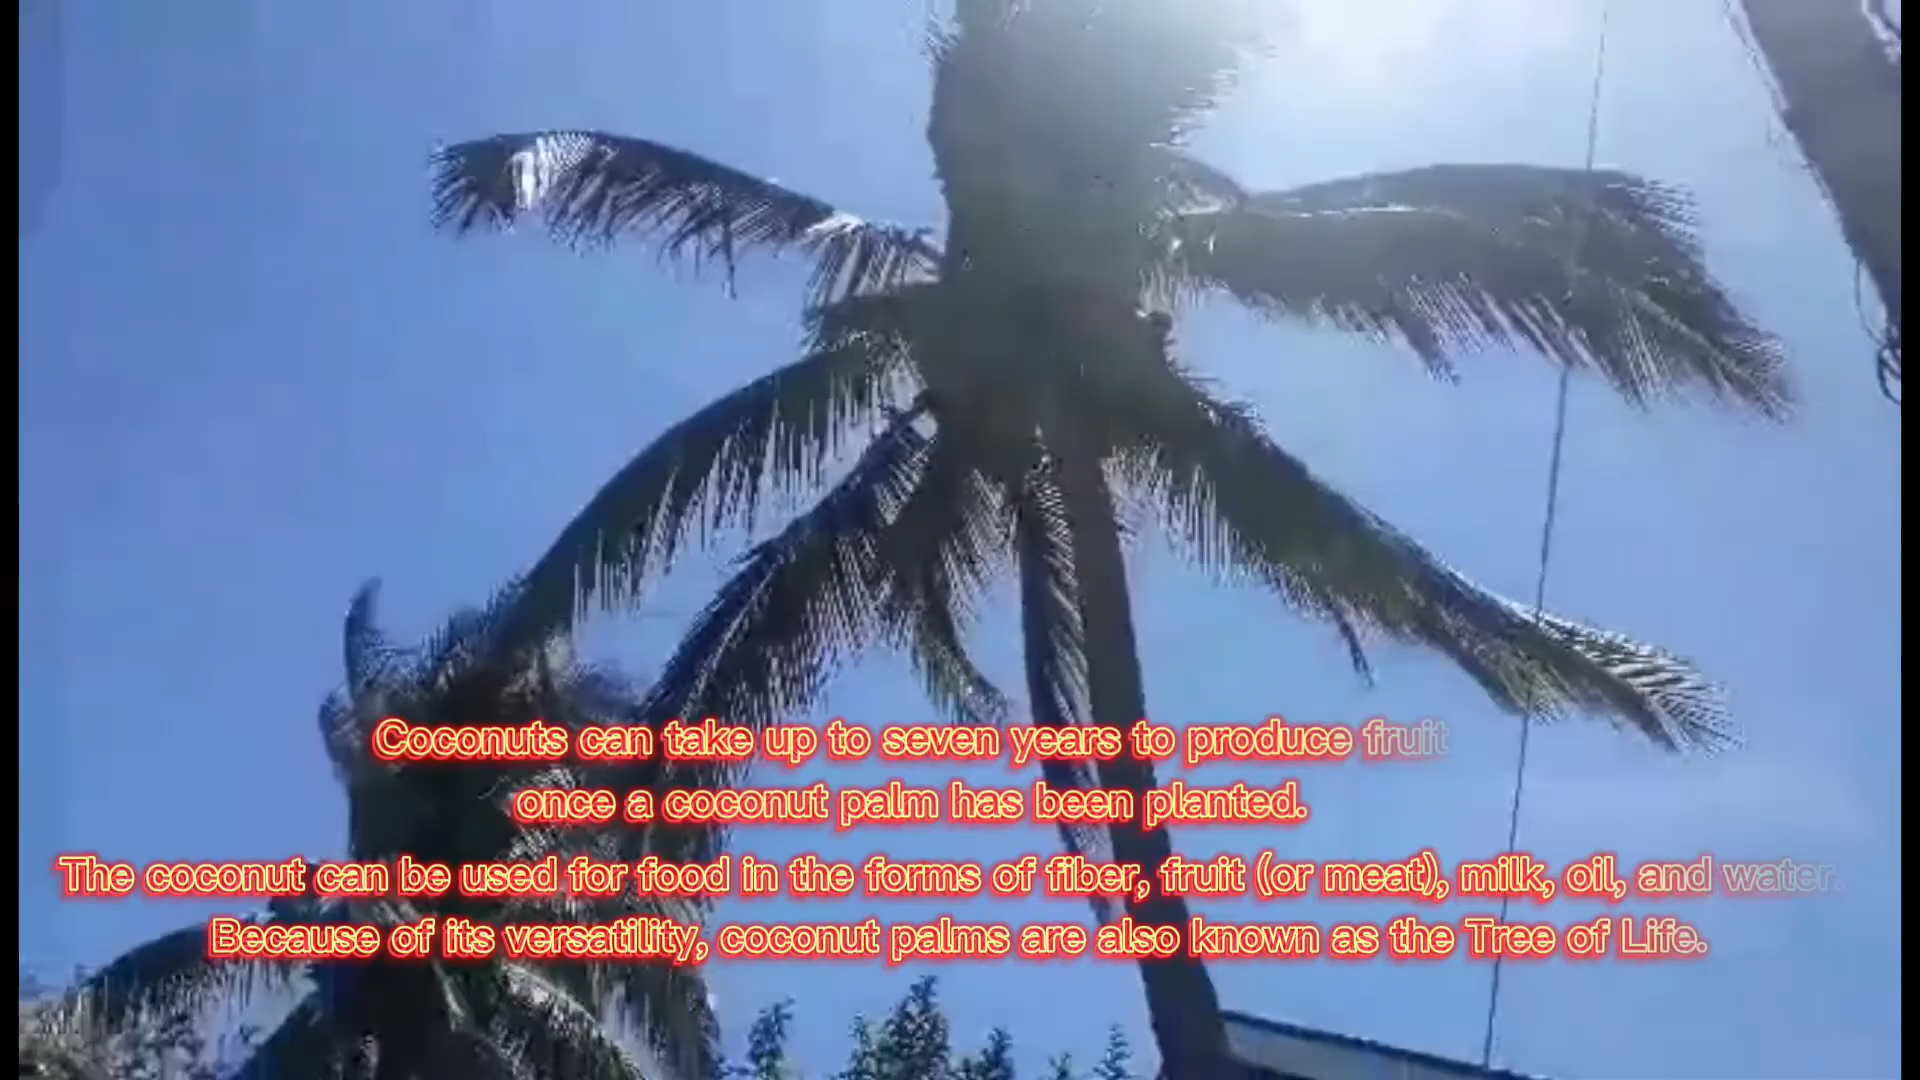 Coconuts can take up to seven years to produce fruit
once a coconut palm has been planted.
The coconut can be used for food in the forms of fiber, fruit (or meat), milk, oil, and water.
Because of its versatility, coconut palms are also known as the Tree of Life.